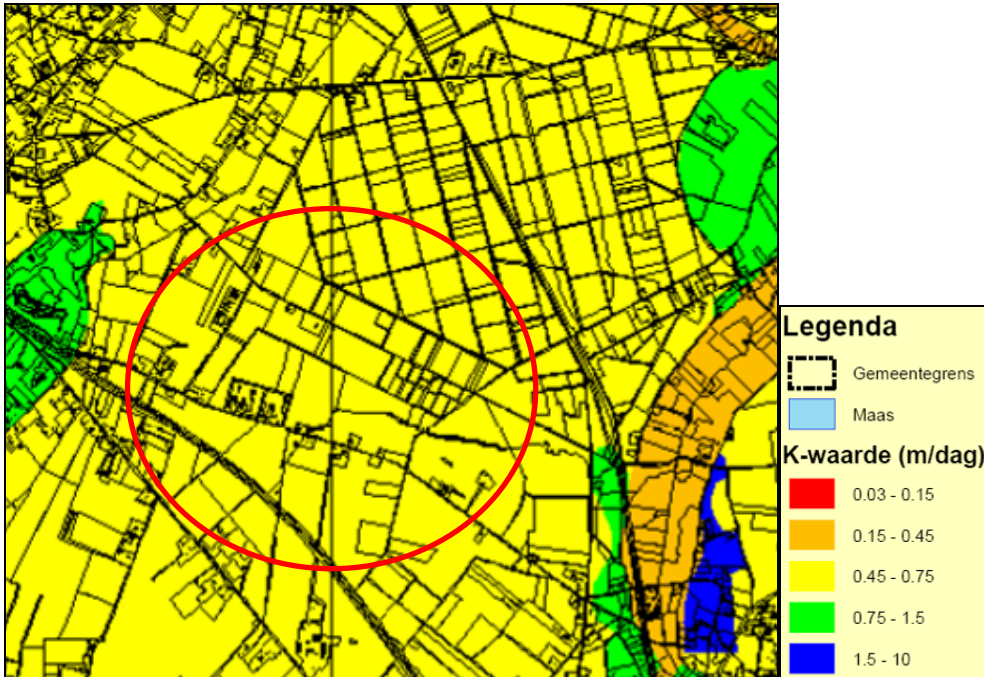 Legenda
Gemeentegrens
Maas
K-waarde (m/dag)
0.03 - 0.15
0.15 - 0.45
0.45 - 0.75
0.75 - 1.5
1.5 - 10